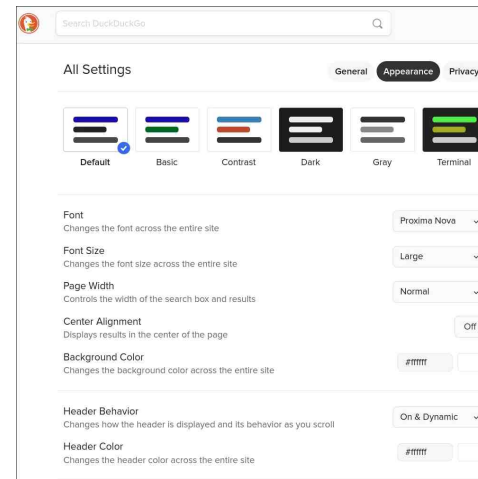 Search DuckDuckGo
All Settings
General Appearance Privacy
Default Basic Contrast Dark Gray Terminal
Font
Changes the font across the entire site
Proxima Nova
Font Size
Changes the font size across the entire site
Large
Page Width
Controls the width of the search box and results
Normal
Center Alignment
Displays results in the center of the page
Off
Background Color
Changes the background color across the entire site
#ffffff
Header Behavior
Changes how the header is displayed and its behavior as you scroll
On & Dynamic
Header Color
Changes the header color across the entire site
#ffffff